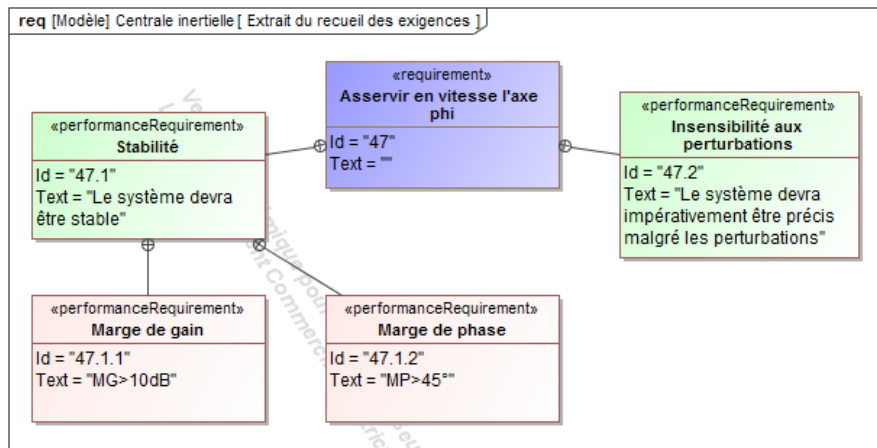 req [Modèle] Centrale inertielle [ Extrait du recueil des exigences ]
«requirement»
Asservir en vitesse l'axe
phi
Id = "47"
Text = ""
«performanceRequirement»
Stabilité
Id = "47.1"
Text = "Le système devra
être stable"
«performanceRequirement»
Insensibilité aux
perturbations
Id = "47.2"
Text = "Le système devra
impérativement être précis
malgré les perturbations"
«performanceRequirement»
Marge de gain
Id = "47.1.1"
Text = "MG>10dB"
«performanceRequirement»
Marge de phase
Id = "47.1.2"
Text = "MP>45°"